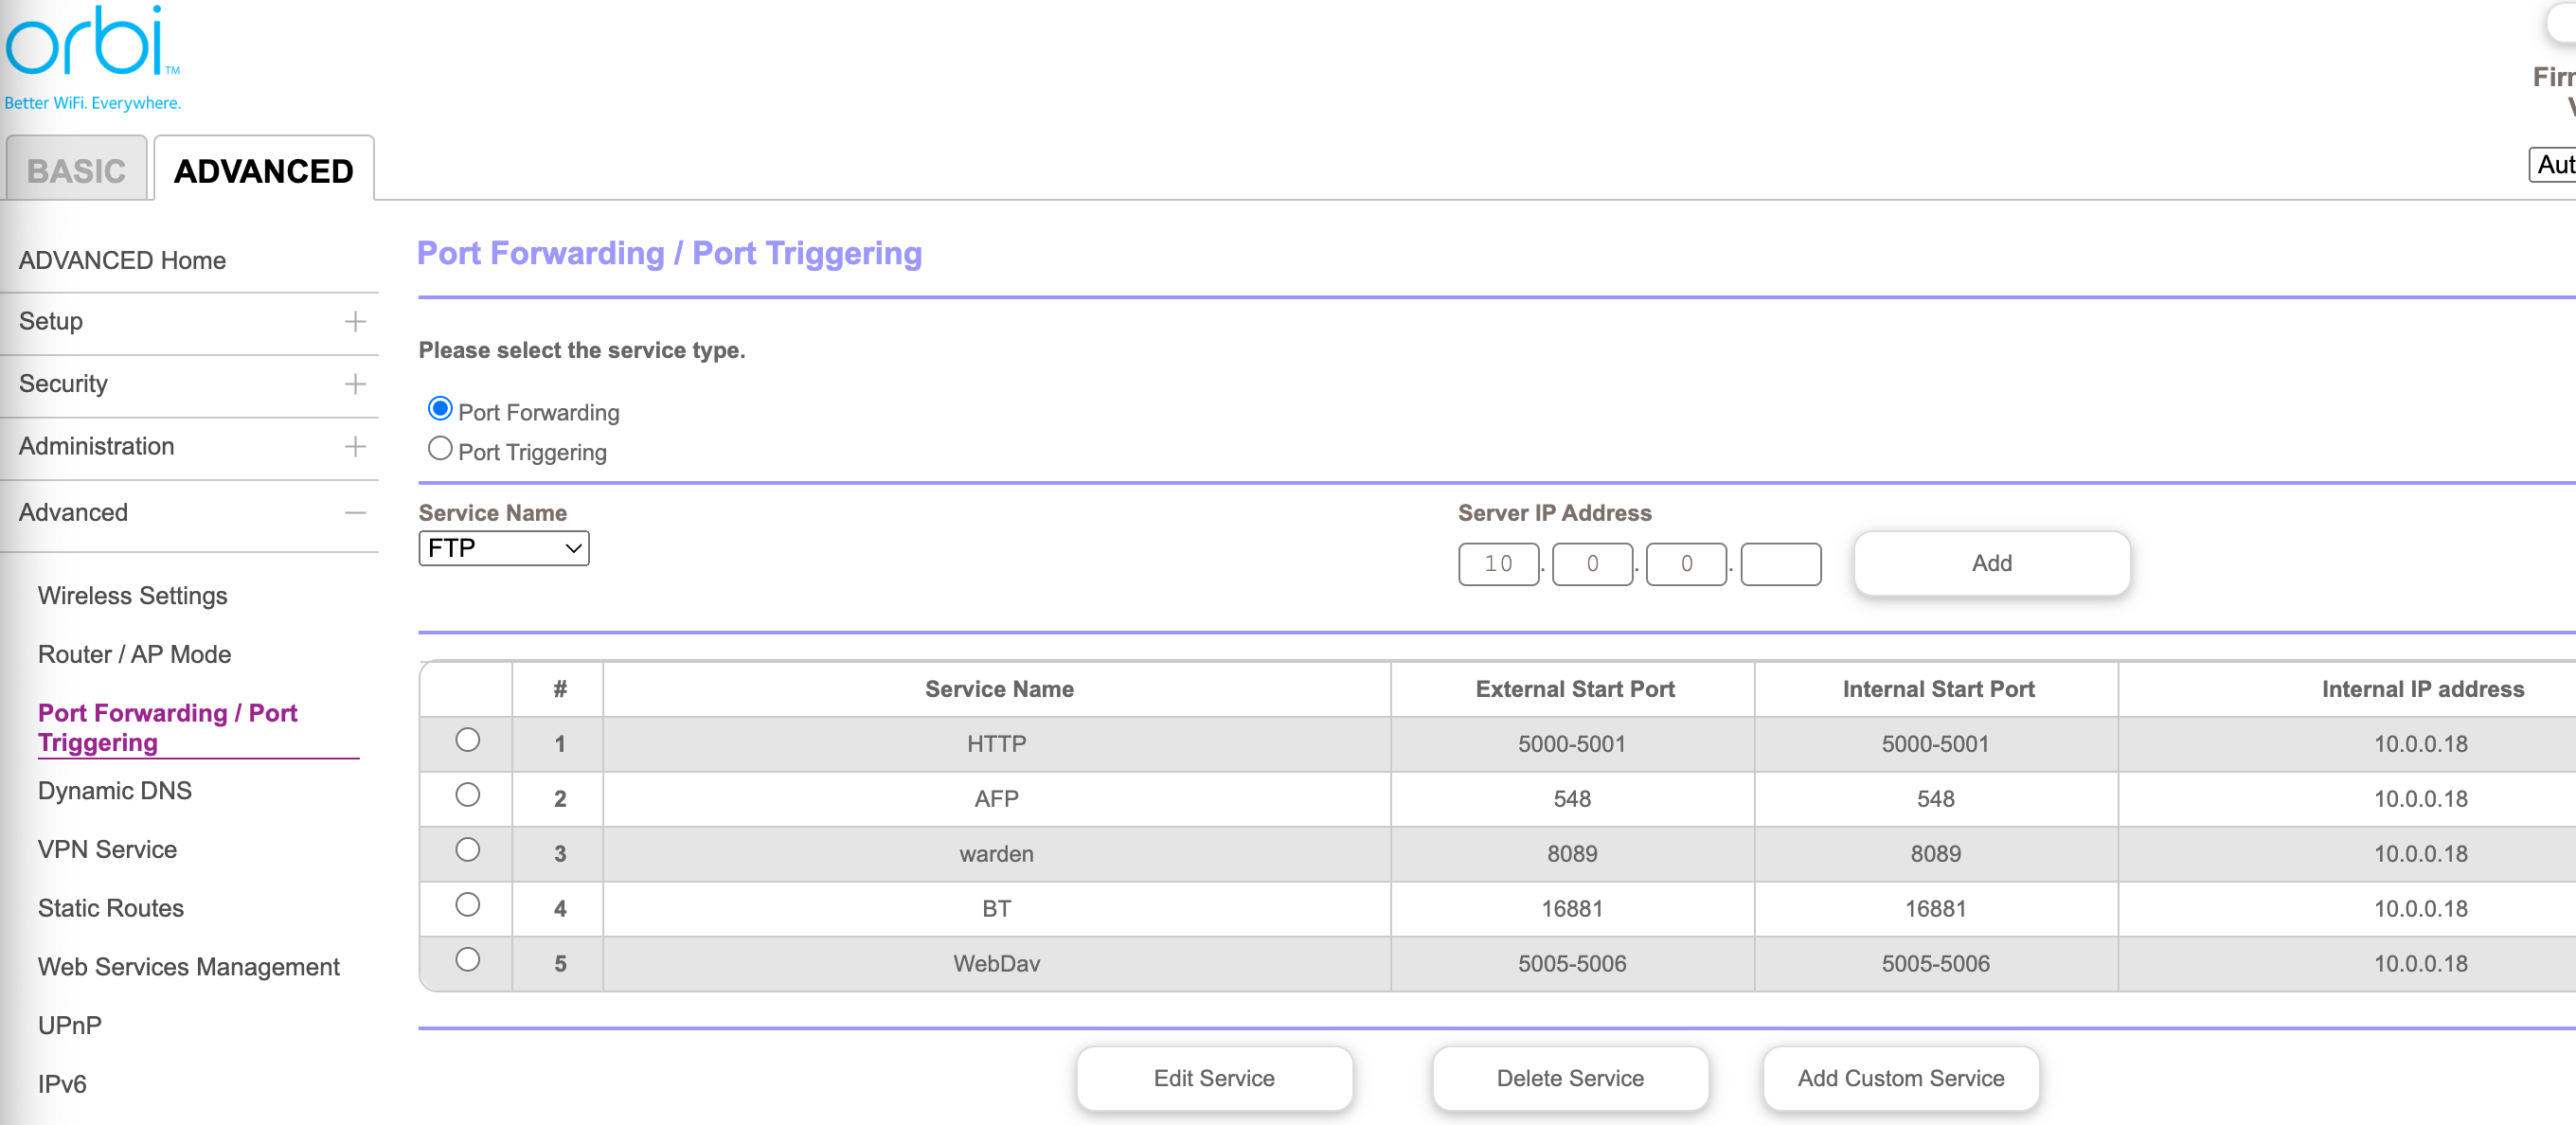 orbi TM
Better WiFi. Everywhere.
BASIC
ADVANCED
ADVANCED Home
Setup
Security
Administration
Advanced
Wireless Settings
Router / AP Mode
Port Forwarding / Port
Triggering
Dynamic DNS
VPN Service
Static Routes
Web Services Management
UPnP
IPv6
Port Forwarding / Port Triggering
Please select the service type.
Port Forwarding
Port Triggering
Service Name
FTP
Server IP Address
10 . 0 . 0 .
Add
# Service Name External Start Port Internal Start Port Internal IP address
1 HTTP 5000-5001 5000-5001 10.0.0.18
2 AFP 548 548 10.0.0.18
3 warden 8089 8089 10.0.0.18
4 BT 16881 16881 10.0.0.18
5 WebDav 5005-5006 5005-5006 10.0.0.18
Edit Service
Delete Service
Add Custom Service